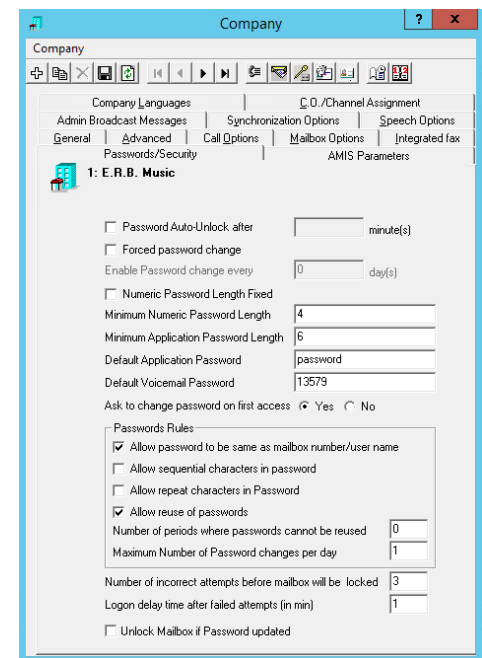 Company
? x
Company
Company Languages C.O./Channel Assignment
Admin Broadcast Messages Synchronization Options Speech Options
General Advanced Call Options Mailbox Options Integrated fax
Passwords/Security AMIS Parameters
1: E.R.B. Music
Password Auto-Unlock after minute(s)
Forced password change
Enable Password change every 0 day(s)
Numeric Password Length Fixed
Minimum Numeric Password Length 4
Minimum Application Password Length 6
Default Application Password password
Default Voicemail Password 13579
Ask to change password on first access Yes No
Passwords Rules
Allow password to be same as mailbox number/user name
Allow sequential characters in password
Allow repeat characters in Password
Allow reuse of passwords
Number of periods where passwords cannot be reused 0
Maximum Number of Password changes per day 1
Number of incorrect attempts before mailbox will be locked 3
Logon delay time after failed attempts (in min) 1
Unlock Mailbox if Password updated